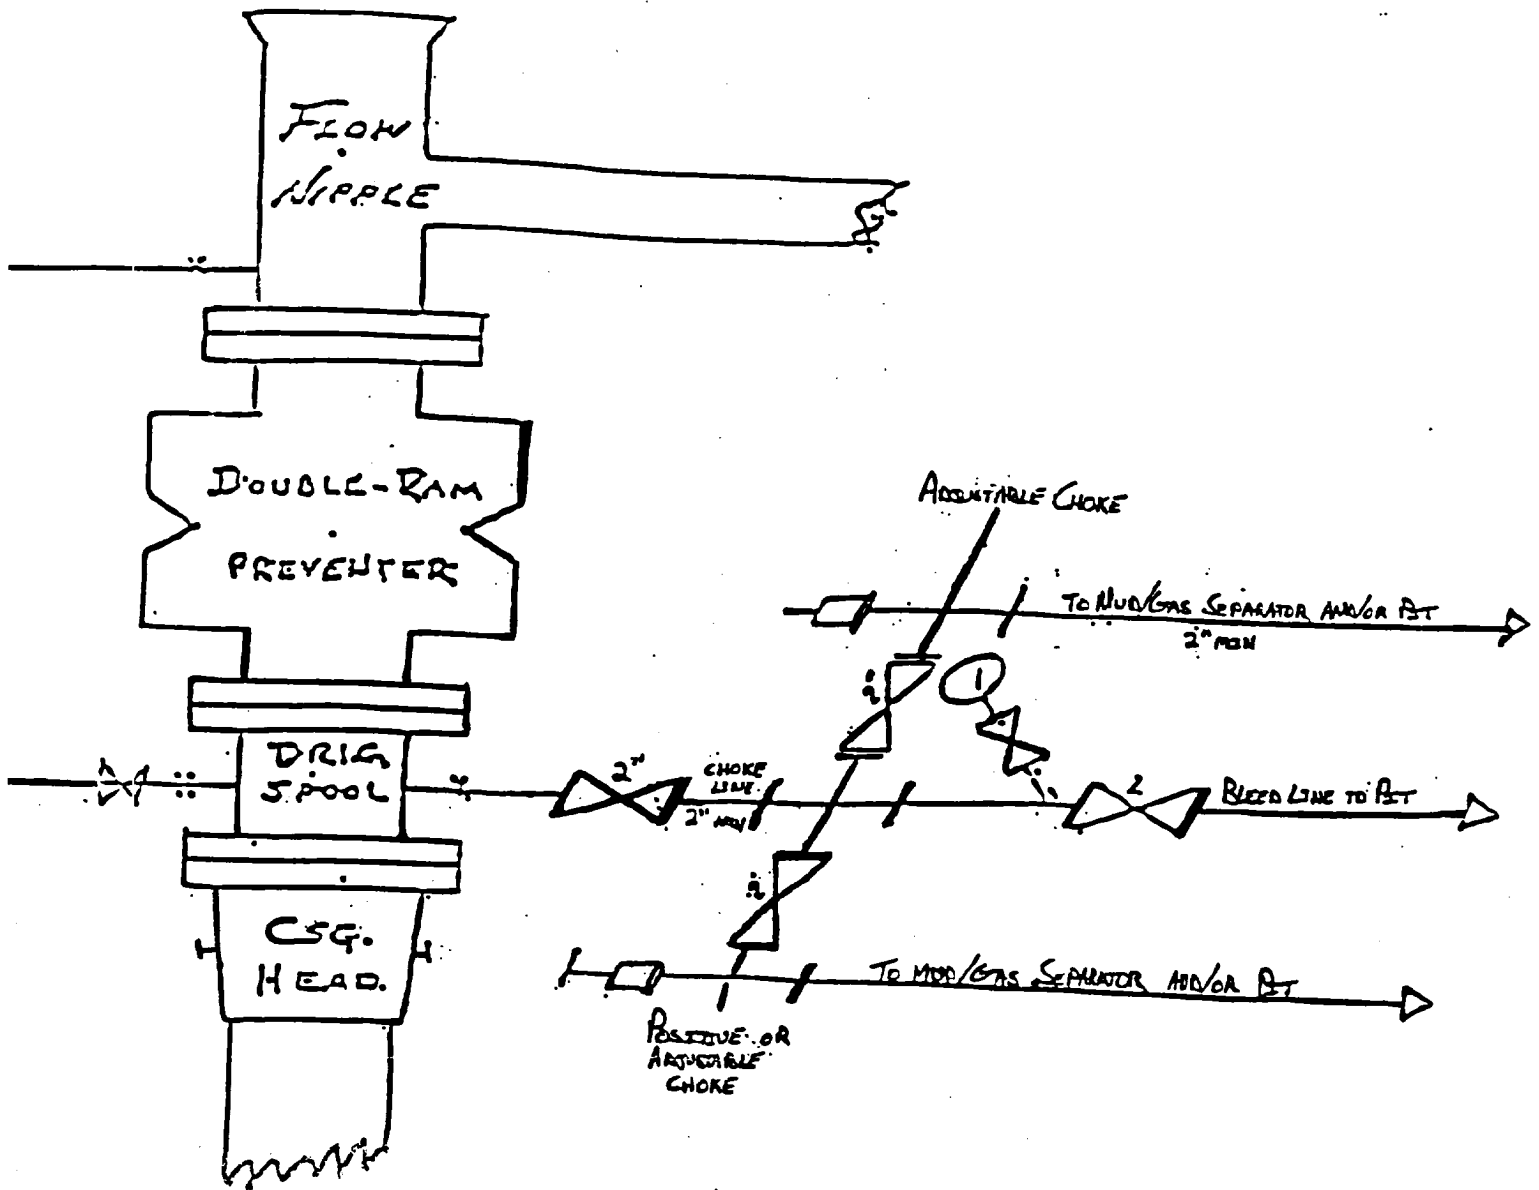 FLOW
NIPPLE
DOUBLE-RAM
PREVENTER
ADJUSTABLE CHOKE
TO MUD/GAS SEPARATOR AND/OR PIT
2" MIN
2
1
DRLG
SPOOL
2"
CHOKE
LINE
2" MIN
2
BLEED LINE TO PIT
2
CSG.
HEAD.
TO MUD/GAS SEPARATOR AND/OR PIT
POSITIVE OR
ADJUSTABLE
CHOKE